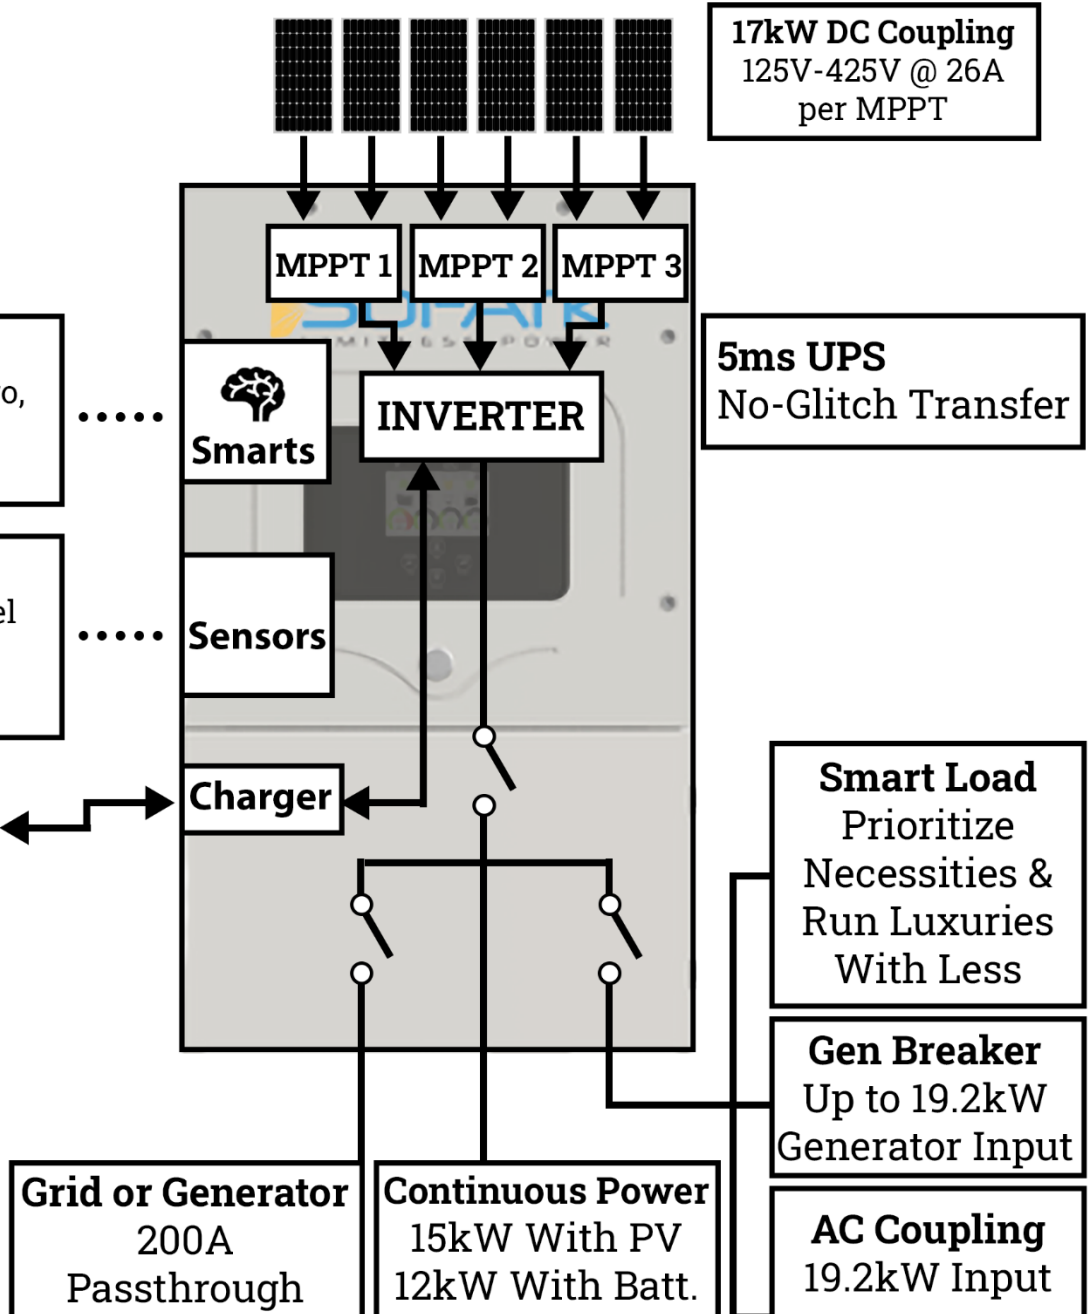 17kW DC Coupling
125V-425V @ 26A
per MPPT
MPPT 1
MPPT 2
MPPT 3
5ms UPS
No-Glitch Transfer
INVERTER
Smarts
Sensors
Charger
Smart Load
Prioritize
Necessities &
Run Luxuries
With Less
Gen Breaker
Up to 19.2kW
Generator Input
AC Coupling
19.2kW Input
Grid or Generator
200A
Passthrough
Continuous Power
15kW With PV
12kW With Batt.